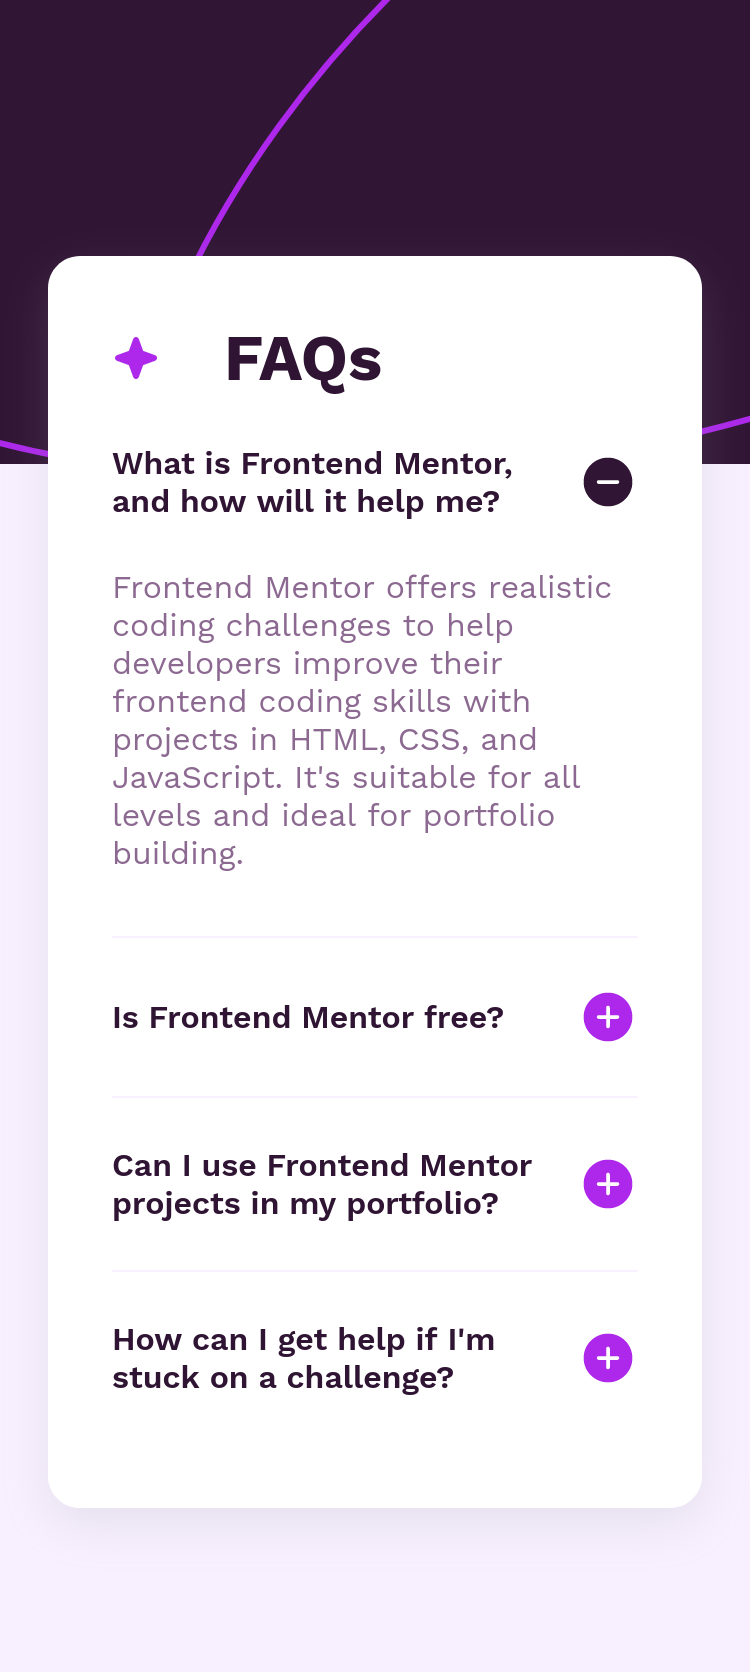 FAQs
What is Frontend Mentor,
and how will it help me?
Frontend Mentor offers realistic
coding challenges to help
developers improve their
frontend coding skills with
projects in HTML, CSS, and
JavaScript. It's suitable for all
levels and ideal for portfolio
building.
Is Frontend Mentor free?
Can I use Frontend Mentor
projects in my portfolio?
How can I get help if I'm
stuck on a challenge?